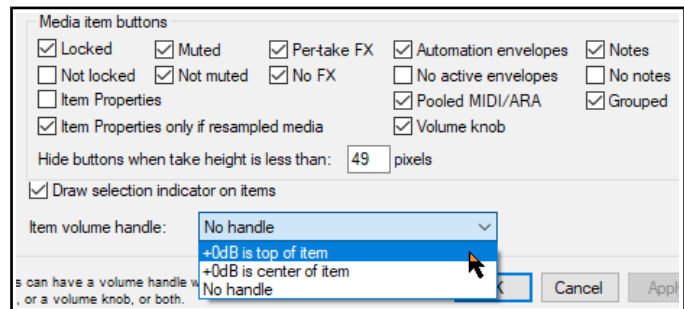 Media item buttons
Locked Muted Per-take FX Automation envelopes Notes
Not locked Not muted No FX No active envelopes No notes
Item Properties Pooled MIDI/ARA Grouped
Item Properties only if resampled media Volume knob
Hide buttons when take height is less than: 49 pixels
Draw selection indicator on items
Item volume handle: No handle
+0dB is top of item
+0dB is center of item
s can have a volume handle w No handle Cancel Appl
, or a volume knob, or both.